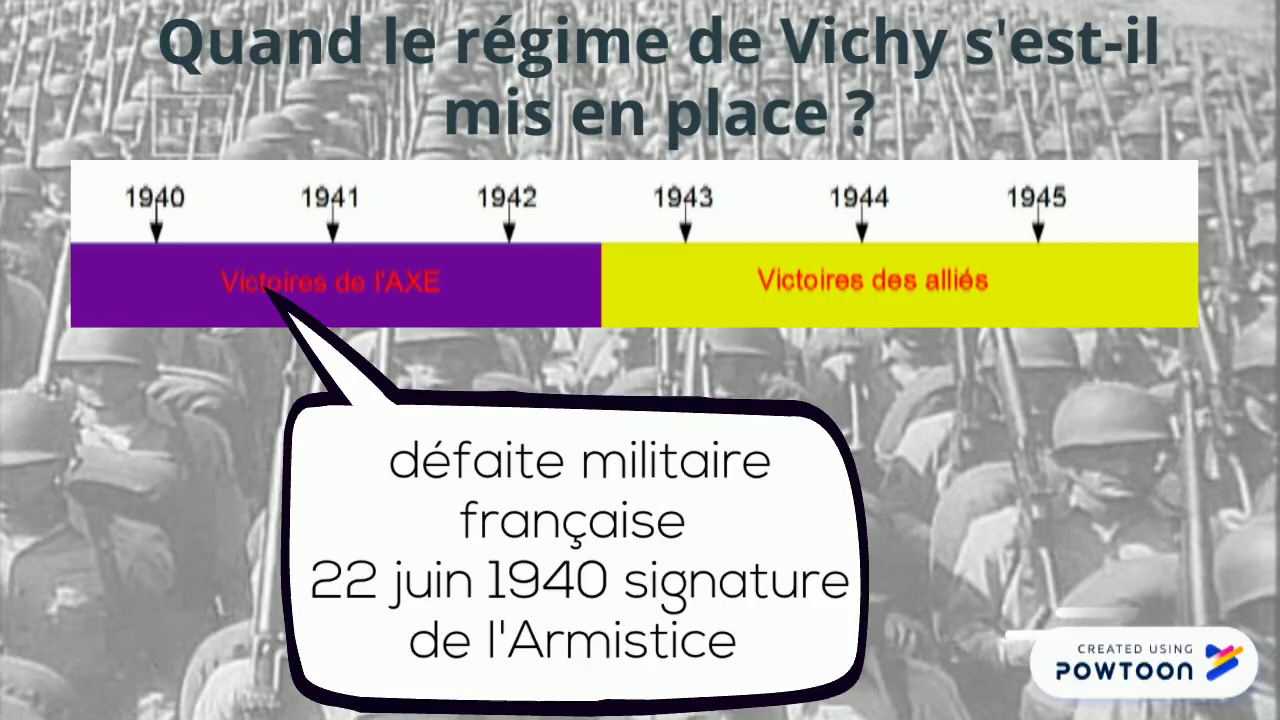 Quand le régime de Vichy s'est-il
mis en place ?
ina
1940 1941 1942 1943 1944 1945
Victoires de l'AXE Victoires des alliés
défaite militaire
française
22 juin 1940 signature
de l'Armistice
CREATED USING
POWTOON